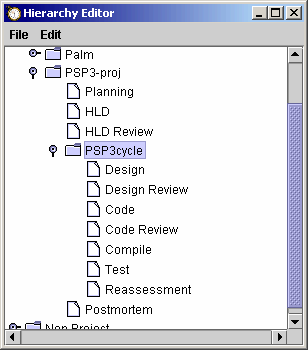 Hierarchy Editor
File Edit
Palm
PSP3-proj
Planning
HLD
HLD Review
PSP3cycle
Design
Design Review
Code
Code Review
Compile
Test
Reassessment
Postmortem
Non Project